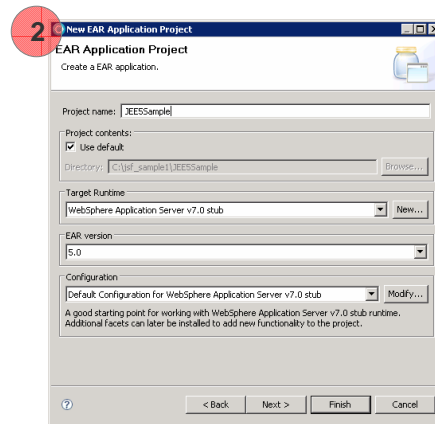 2
New EAR Application Project
EAR Application Project
Create a EAR application.
Project name: JEE5Sample
Project contents:
Use default
Directory: C:\jsf_sample1\JEE5Sample Browse...
Target Runtime
WebSphere Application Server v7.0 stub New...
EAR version
5.0
Configuration
Default Configuration for WebSphere Application Server v7.0 stub Modify...
A good starting point for working with WebSphere Application Server v7.0 stub runtime.
Additional facets can later be installed to add new functionality to the project.
? < Back Next > Finish Cancel